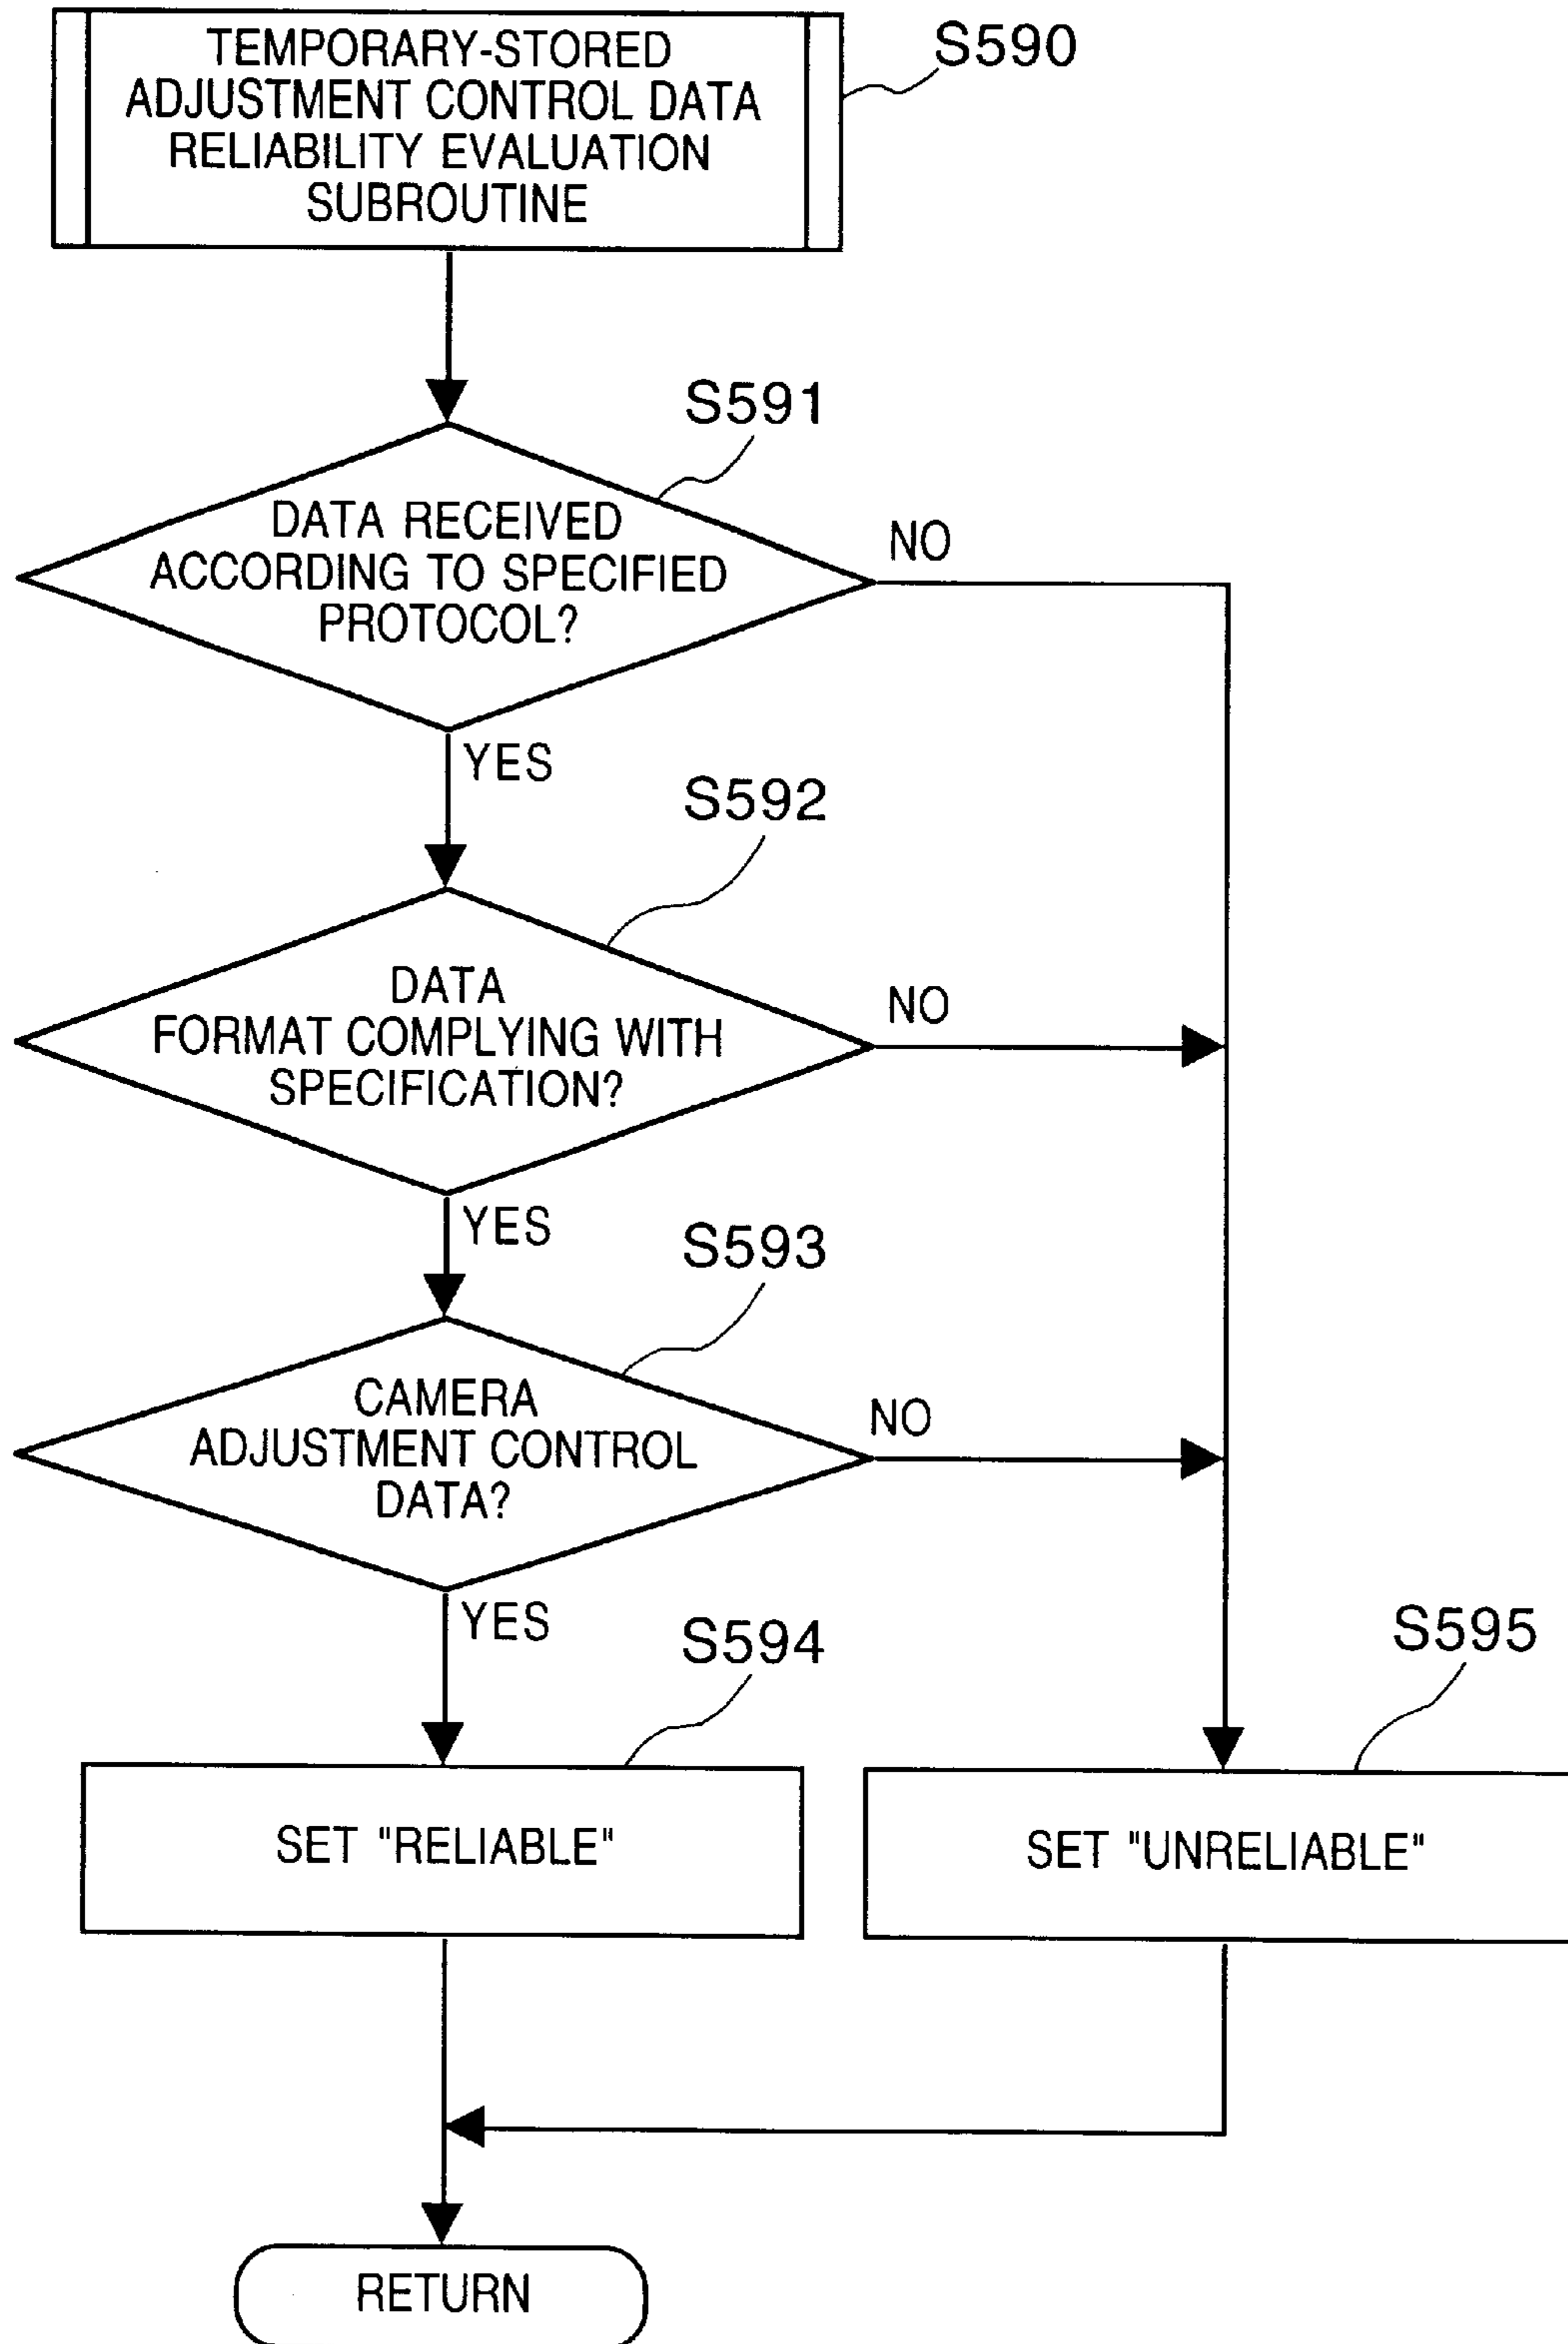 TEMPORARY-STORED
ADJUSTMENT CONTROL DATA
RELIABILITY EVALUATION
SUBROUTINE
S590
S591
DATA RECEIVED
ACCORDING TO SPECIFIED
PROTOCOL?
NO
YES
S592
DATA
FORMAT COMPLYING WITH
SPECIFICATION?
NO
YES
S593
CAMERA
ADJUSTMENT CONTROL
DATA?
NO
YES
S594
S595
SET "RELIABLE"
SET "UNRELIABLE"
RETURN